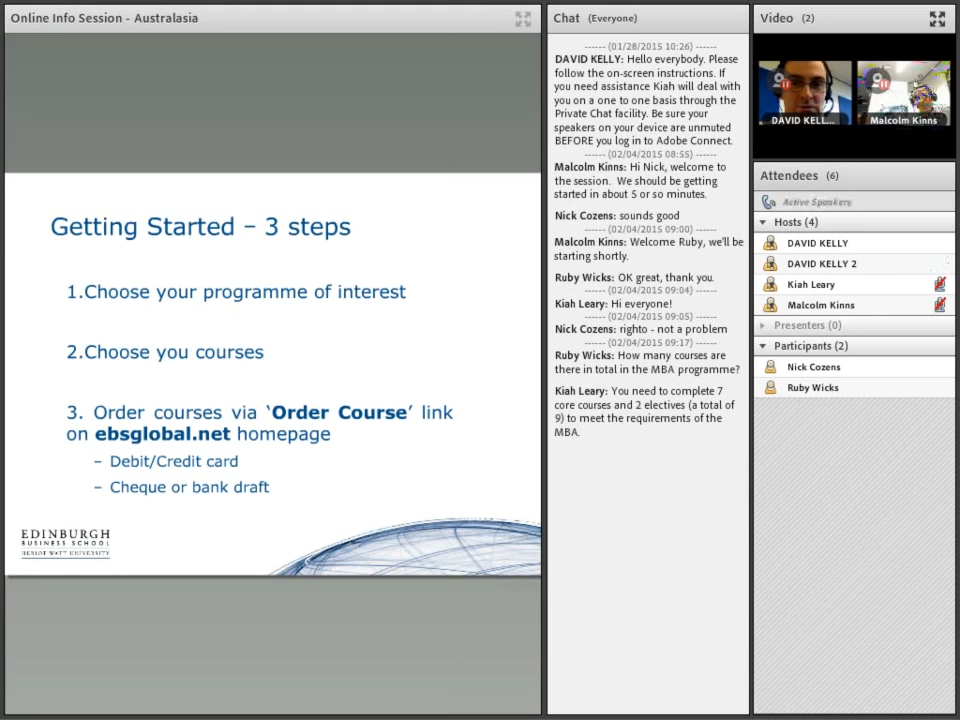 Online Info Session - Australasia
Getting Started – 3 steps
1.Choose your programme of interest
2.Choose you courses
3. Order courses via ‘Order Course’ link
on ebsglobal.net homepage
– Debit/Credit card
– Cheque or bank draft
EDINBURGH
BUSINESS SCHOOL
HERIOT WATT UNIVERSITY
Chat (Everyone)
------ (01/28/2015 10:26) ------
DAVID KELLY: Hello everybody. Please
follow the on-screen instructions. If
you need assistance Kiah will deal with
you on a one to one basis through the
Private Chat facility. Be sure your
speakers on your device are unmuted
BEFORE you log in to Adobe Connect.
------ (02/04/2015 08:55) ------
Malcolm Kinns: Hi Nick, welcome to
the session. We should be getting
started in about 5 or so minutes.
Nick Cozens: sounds good
------ (02/04/2015 09:00) ------
Malcolm Kinns: Welcome Ruby, we'll be
starting shortly.
Ruby Wicks: OK great, thank you.
------ (02/04/2015 09:04) ------
Kiah Leary: Hi everyone!
------ (02/04/2015 09:05) ------
Nick Cozens: righto - not a problem
------ (02/04/2015 09:17) ------
Ruby Wicks: How many courses are
there in total in the MBA programme?
Kiah Leary: You need to complete 7
core courses and 2 electives (a total of
9) to meet the requirements of the
MBA.
Video (2)
DAVID KELL...
Malcolm Kinns
Attendees (6)
Active Speakers
Hosts (4)
DAVID KELLY
DAVID KELLY 2
Kiah Leary
Malcolm Kinns
Presenters (0)
Participants (2)
Nick Cozens
Ruby Wicks